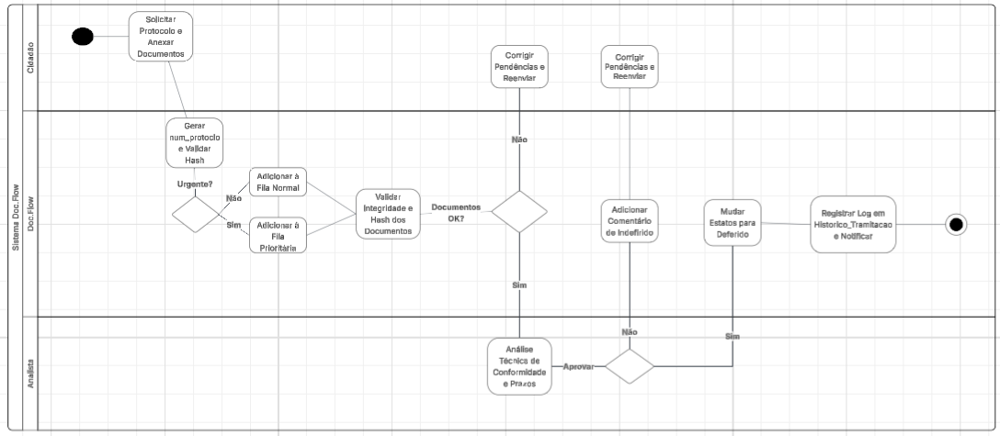 Sistema Doc.Flow
Cidadão
Solicitar
Protocolo e
Anexar
Documentos
Corrigir
Pendências e
Reenviar
Corrigir
Pendências e
Reenviar
Doc.Flow
Gerar
num_protoclo
e Validar
Hash
Urgente?
Não
Sim
Adicionar à
Fila Normal
Adicionar à
Fila
Prioritária
Validar
Integridade e
Hash dos
Documentos
Documentos
OK?
Não
Sim
Adicionar
Comentário
de Indefirido
Mudar
Estatos para
Deferido
Registrar Log em
Historico_Tramitacao
e Notificar
Analista
Análise
Técnica de
Conformidade
e Prazos
Aprovar
Não
Sim